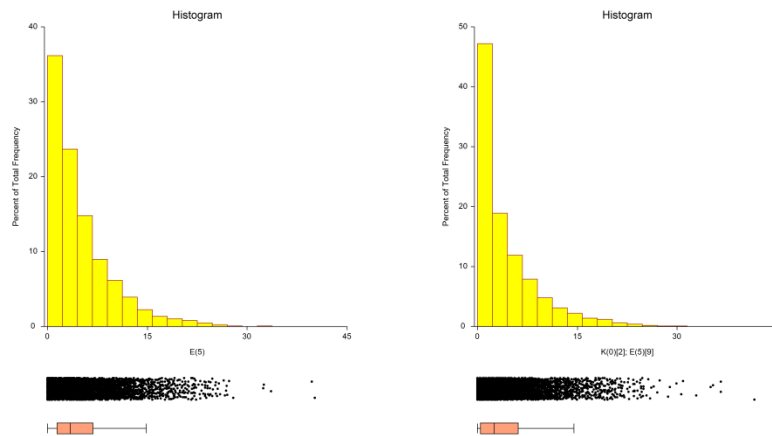 Histogram
Percent of Total Frequency
40
30
20
10
0
0 15 30 45
E(5)
Histogram
Percent of Total Frequency
50
40
30
20
10
0
0 15 30
K(0)[2]; E(5)[9]